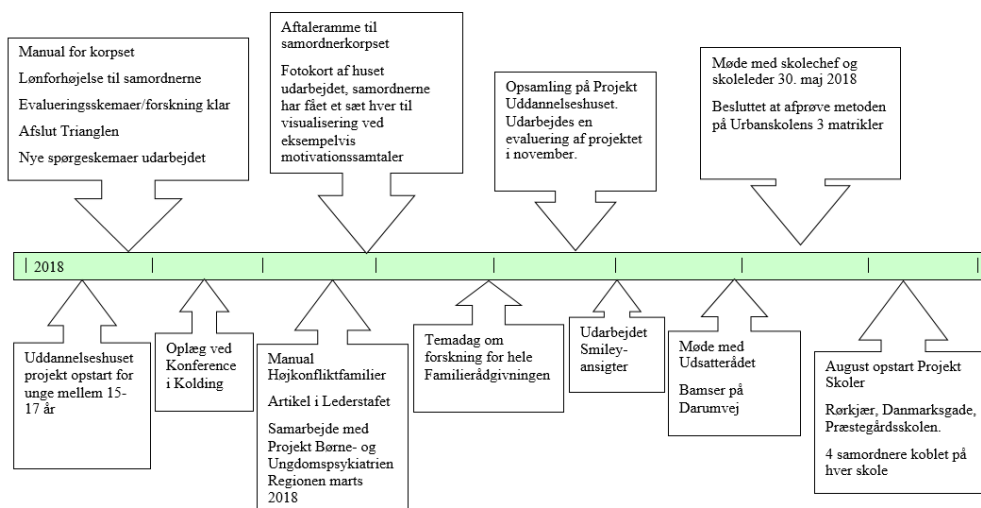 Manual for korpset
Lønforhøjelse til samordnerne
Evalueringsskemaer/forskning klar
Afslut Trianglen
Nye spørgeskemaer udarbejdet
Aftaleramme til
samordnerkorpset
Fotokort af huset
udarbejdet, samordnerne
har fået et sæt hver til
visualisering ved
eksempelvis
motivationssamtaler
Opsamling på Projekt
Uddannelseshuset.
Udarbejdes en
evaluering af projektet
i november.
Møde med skolechef og
skoleleder 30. maj 2018
Besluttet at afprøve metoden
på Urbanskolens 3 matrikler
2018
Uddannelseshuset
projekt opstart for
unge mellem 15-
17 år
Oplæg ved
Konference
i Kolding
Manual
Højkonfliktfamilier
Artikel i Lederstafet
Samarbejde med
Projekt Børne- og
Ungdomspsykiatrien
Regionen marts
2018
Temadag om
forskning for hele
Familierådgivningen
Udarbejdet
Smiley-
ansigter
Møde med
Udsatterådet
Bamser på
Darumvej
August opstart Projekt
Skoler
Rørkjær, Danmarksgade,
Præstegårdsskolen.
4 samordnere koblet på
hver skole